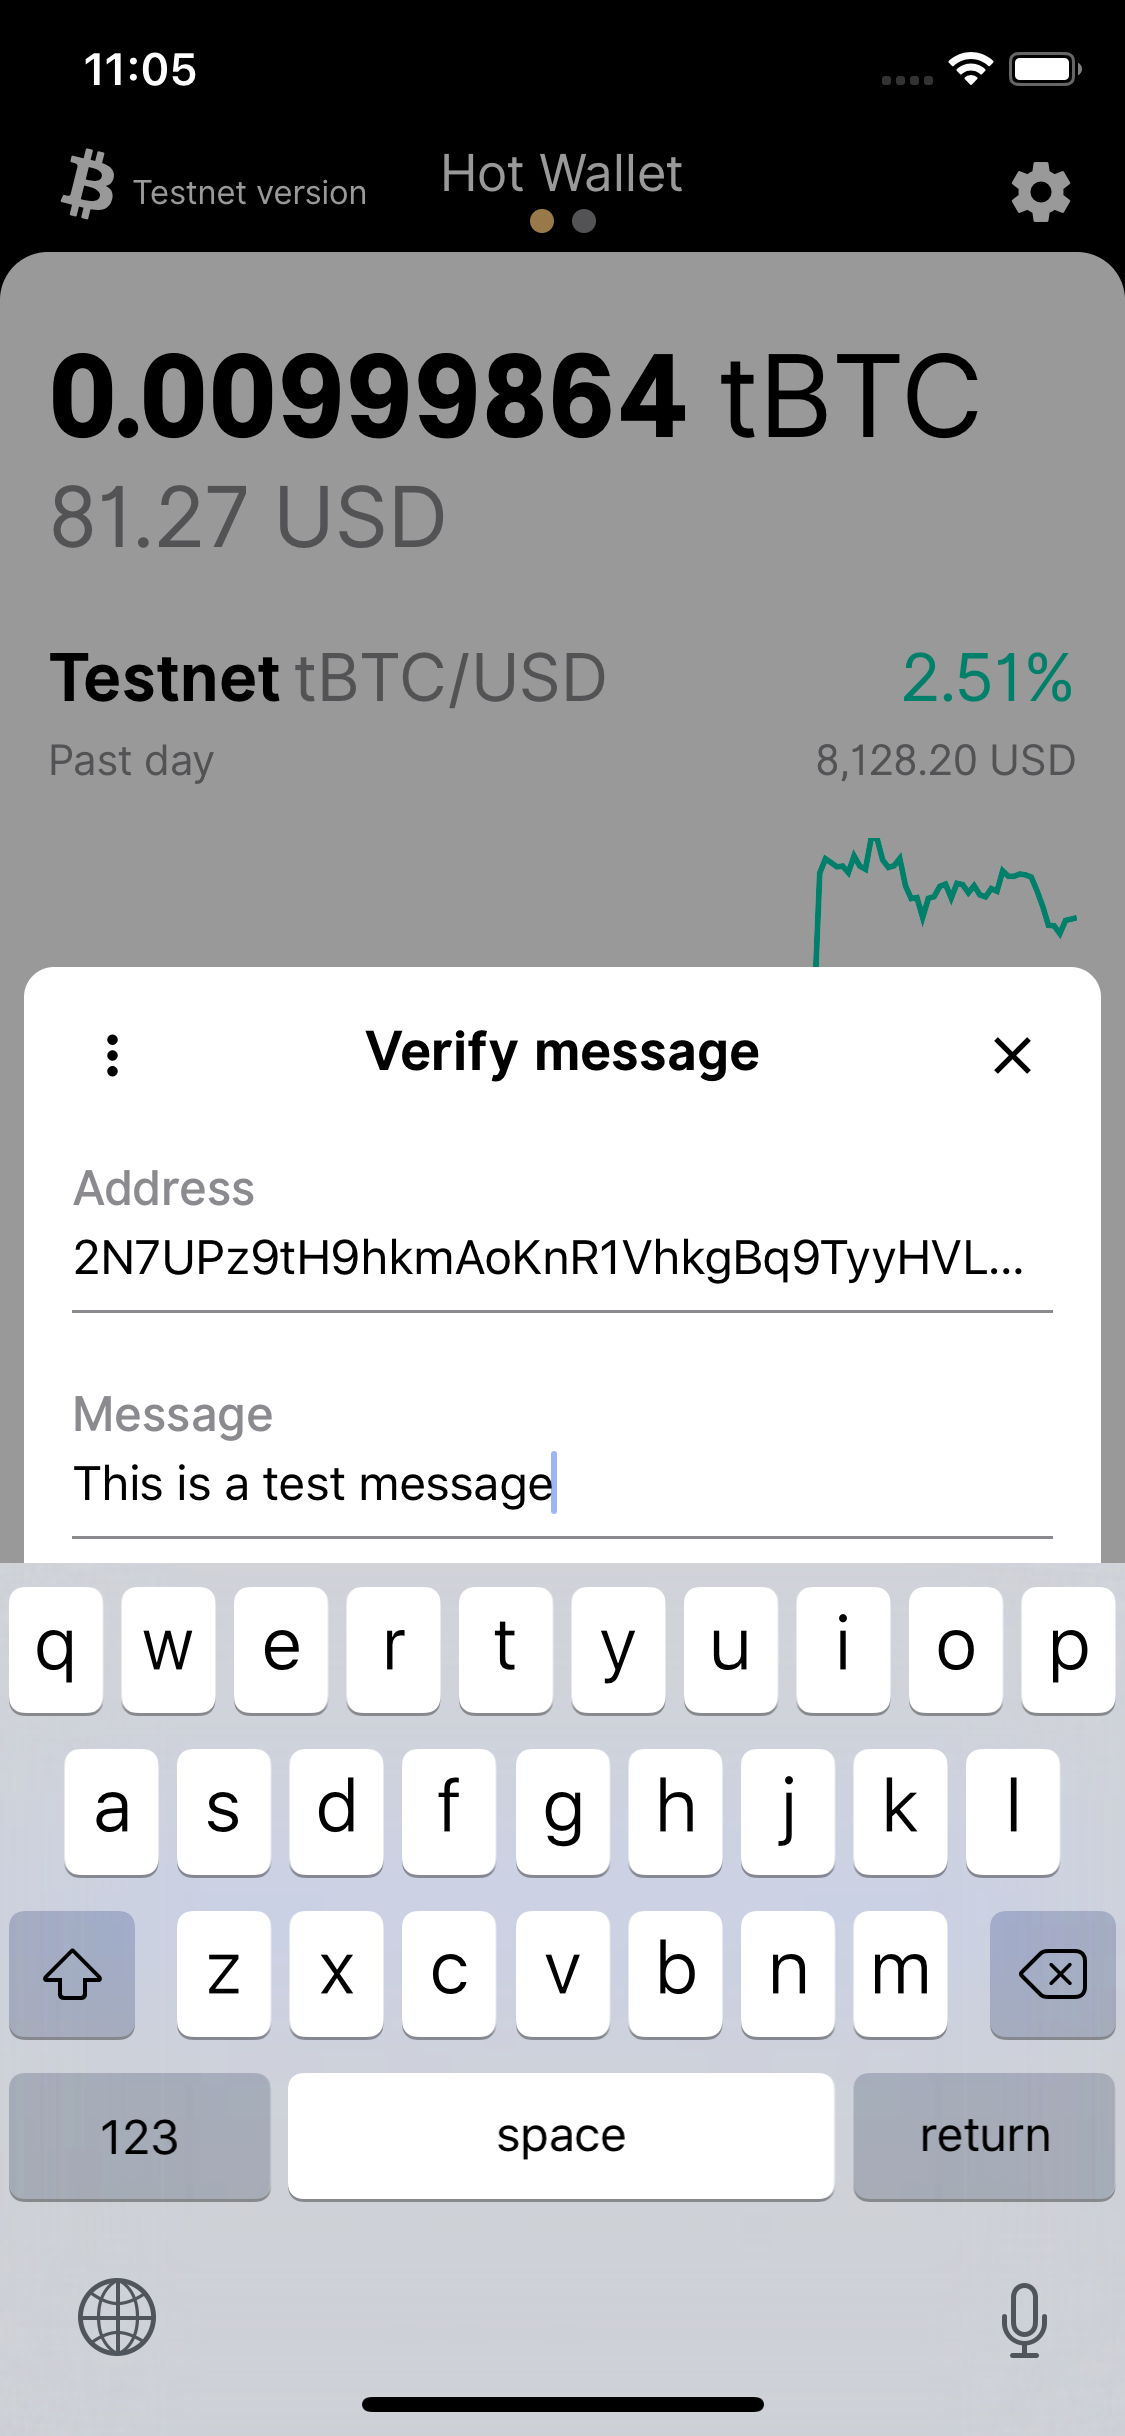 11:05
Testnet version
Hot Wallet
0.00999864 tBTC
81.27 USD
Testnet tBTC/USD 2.51%
Past day 8,128.20 USD
Verify message
Address
2N7UPz9tH9hkmAoKnR1VhkgBq9TyyHVL...
Message
This is a test message
q w e r t y u i o p
a s d f g h j k l
z x c v b n m
123 space return